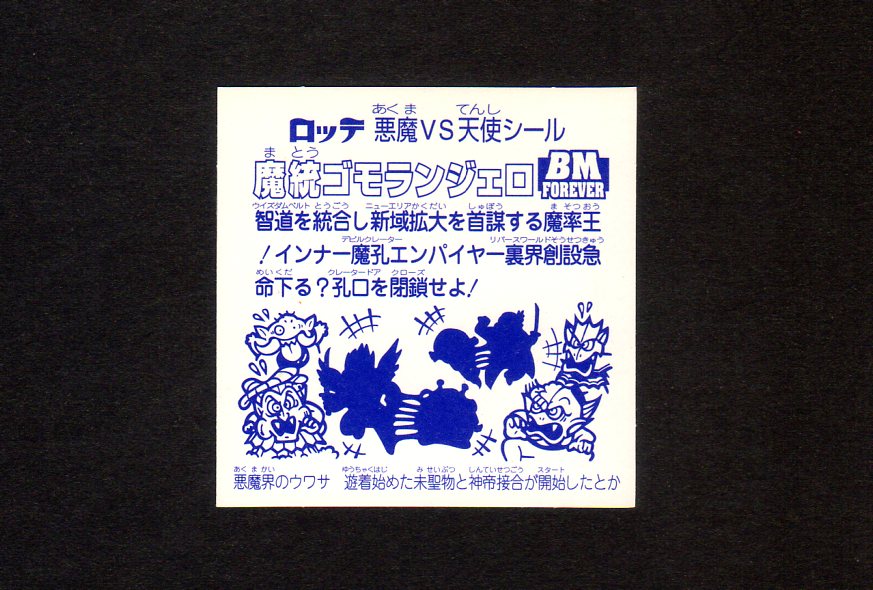 あくま てんし
ロッテ 悪魔VS天使シール
まとう
魔統ゴモランジェロ BM FOREVER
ウイズダムベルト とうごう ニューエリアかくだい しゅぼう まそつおう
智道を統合し新域拡大を首謀する魔率王
デビルクレーター リバースワールドそうせつきゅう
!インナー魔孔エンパイヤー裏界創設急
めいくだ クレータードア クローズ
命下る?孔口を閉鎖せよ!
あくまかい ゆうちゃくはじ みせいぶつ しんていせつごう スタート
悪魔界のウワサ 遊着始めた未聖物と神帝接合が開始したとか